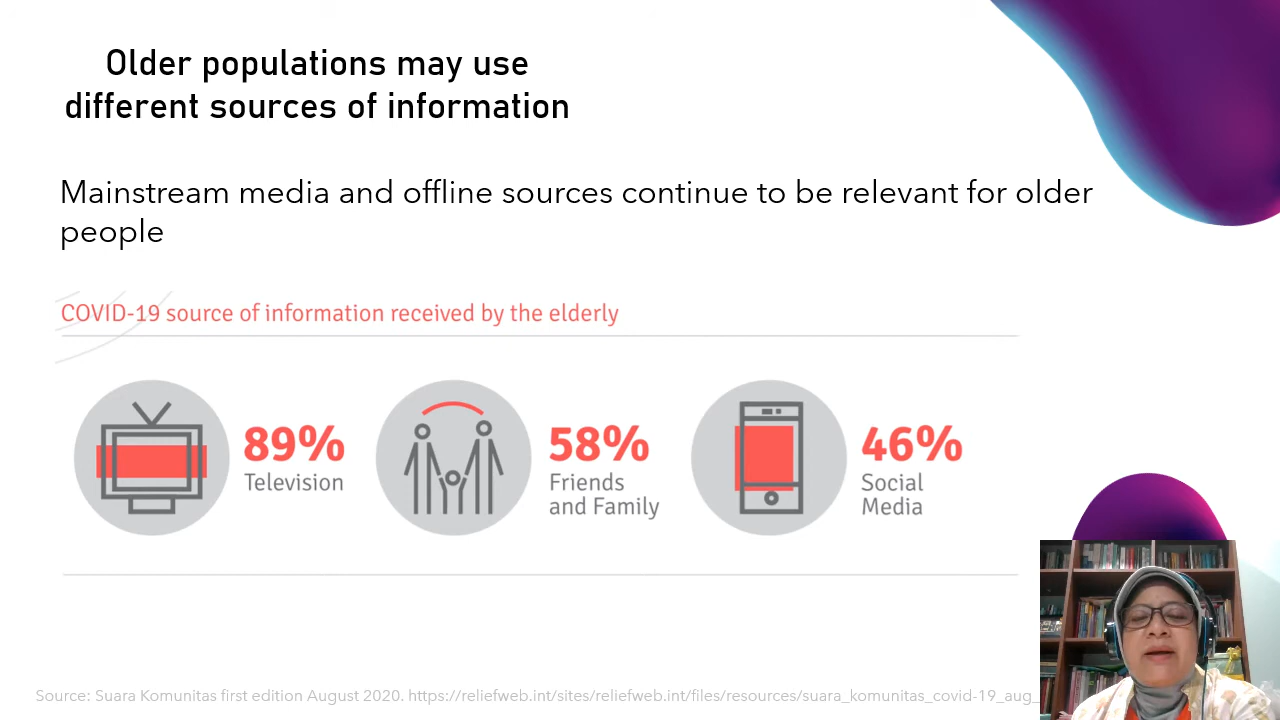 Older populations may use
different sources of information
Mainstream media and offline sources continue to be relevant for older
people
COVID-19 source of information received by the elderly
89%
Television
58%
Friends
and Family
46%
Social
Media
Source: Suara Komunitas first edition August 2020. https://reliefweb.int/sites/reliefweb.int/files/resources/suara_komunitas_covid-19_aug_